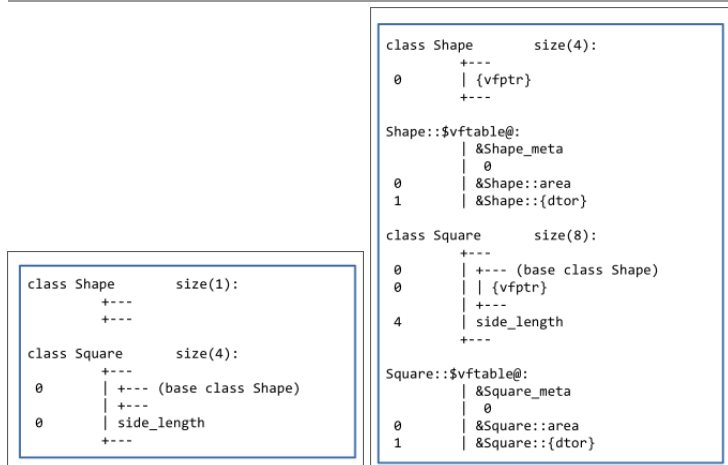 class Shape        size(1):
        +---
        +---
class Square       size(4):
        +---
 0      | +--- (base class Shape)
        | +---
 0      | side_length
        +---
class Shape        size(4):
        +---
 0      | {vfptr}
        +---
Shape::$vftable@:
        | &Shape_meta
        |  0
 0      | &Shape::area
 1      | &Shape::{dtor}
class Square       size(8):
        +---
 0      | +--- (base class Shape)
 0      | | {vfptr}
        | +---
 4      | side_length
        +---
Square::$vftable@:
        | &Square_meta
        |  0
 0      | &Square::area
 1      | &Square::{dtor}